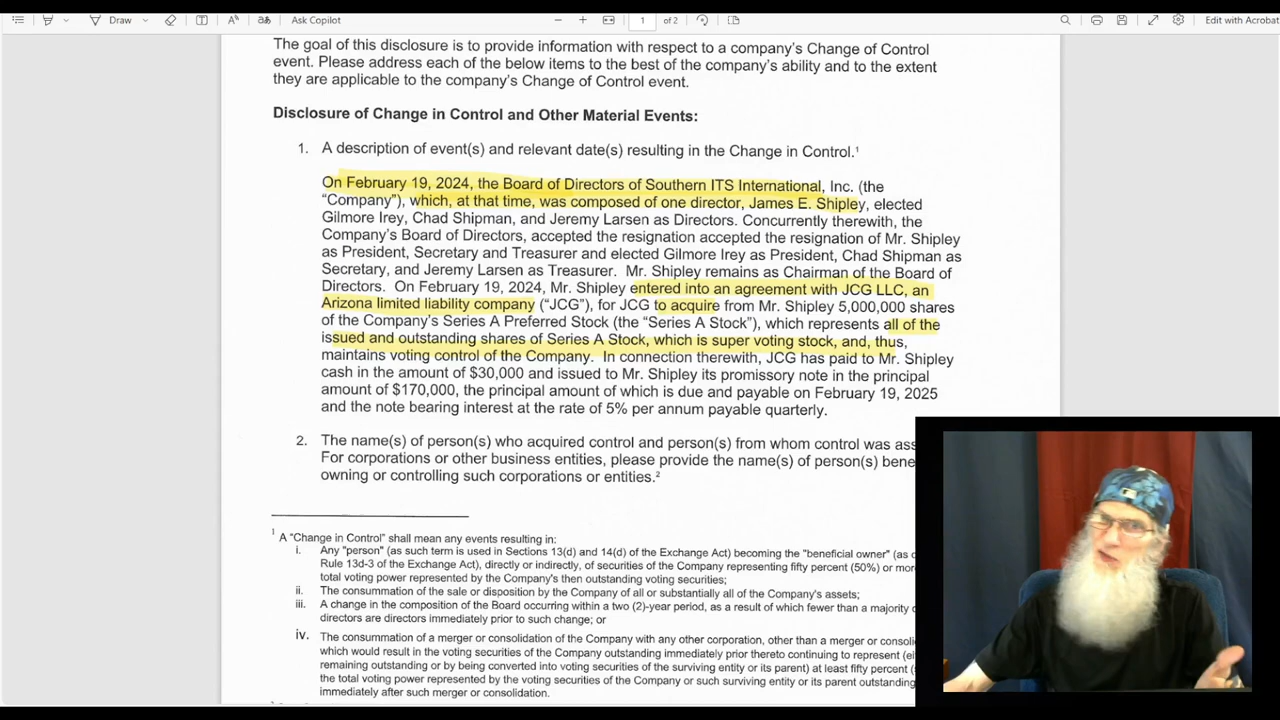 Draw
Ask Copilot
1 of 2
Edit with Acrobat
The goal of this disclosure is to provide information with respect to a company's Change of Control
event. Please address each of the below items to the best of the company's ability and to the extent
they are applicable to the company's Change of Control event.
Disclosure of Change in Control and Other Material Events:
1. A description of event(s) and relevant date(s) resulting in the Change in Control.¹
On February 19, 2024, the Board of Directors of Southern ITS International, Inc. (the
"Company"), which, at that time, was composed of one director, James E. Shipley, elected
Gilmore Irey, Chad Shipman, and Jeremy Larsen as Directors. Concurrently therewith, the
Company's Board of Directors, accepted the resignation accepted the resignation of Mr. Shipley
as President, Secretary and Treasurer and elected Gilmore Irey as President, Chad Shipman as
Secretary, and Jeremy Larsen as Treasurer. Mr. Shipley remains as Chairman of the Board of
Directors. On February 19, 2024, Mr. Shipley entered into an agreement with JCG LLC, an
Arizona limited liability company ("JCG"), for JCG to acquire from Mr. Shipley 5,000,000 shares
of the Company's Series A Preferred Stock (the "Series A Stock"), which represents all of the
issued and outstanding shares of Series A Stock, which is super voting stock, and, thus,
maintains voting control of the Company. In connection therewith, JCG has paid to Mr. Shipley
cash in the amount of $30,000 and issued to Mr. Shipley its promissory note in the principal
amount of $170,000, the principal amount of which is due and payable on February 19, 2025
and the note bearing interest at the rate of 5% per annum payable quarterly.
2. The name(s) of person(s) who acquired control and person(s) from whom control was
For corporations or other business entities, please provide the name(s) of person(s)
owning or controlling such corporations or entities.²
¹ A "Change in Control" shall mean any events resulting in:
i. Any "person" (as such term is used in Sections 13(d) and 14(d) of the Exchange Act) becoming the "beneficial owner" (as
Rule 13d-3 of the Exchange Act), directly or indirectly, of securities of the Company representing fifty percent (50%) or
total voting power represented by the Company's then outstanding voting securities;
ii. The consummation of the sale or disposition by the Company of all or substantially all of the Company's assets;
iii. A change in the composition of the Board occurring within a two (2)-year period, as a result of which fewer than a majority
directors are directors immediately prior to such change; or
iv. The consummation of a merger or consolidation of the Company with any other corporation, other than a merger or
which would result in the voting securities of the Company outstanding immediately prior thereto continuing to represent
remaining outstanding or by being converted into voting securities of the surviving entity or its parent) at least fifty percent
the total voting power represented by the voting securities of the Company or such surviving entity or its parent outstanding
immediately after such merger or consolidation.